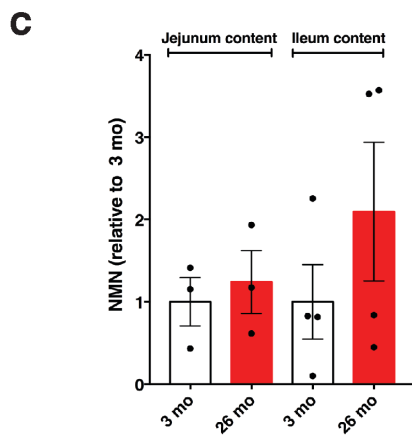 C
Jejunum content
Ileum content
NMN (relative to 3 mo)
4
3
2
1
0
3 mo
26 mo
3 mo
26 mo